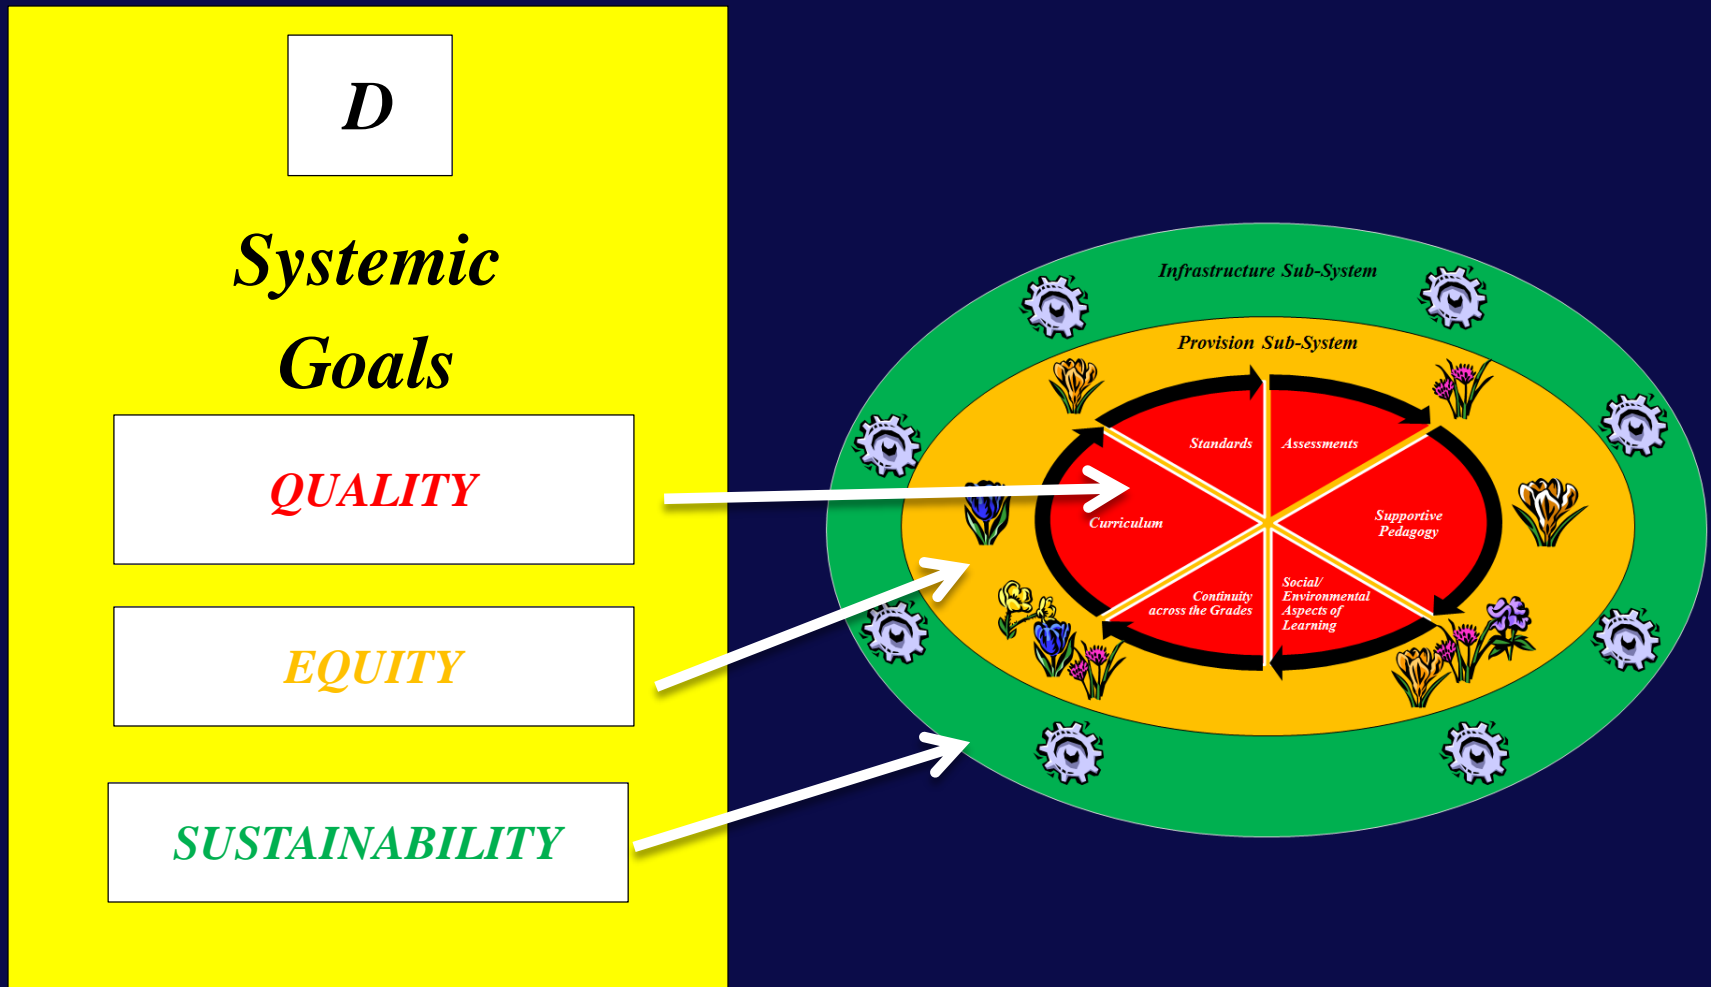 D
Systemic
Goals
QUALITY
EQUITY
SUSTAINABILITY
Infrastructure Sub-System
Provision Sub-System
Standards
Assessments
Curriculum
Supportive
Pedagogy
Continuity
across the Grades
Social/
Environmental
Aspects of
Learning